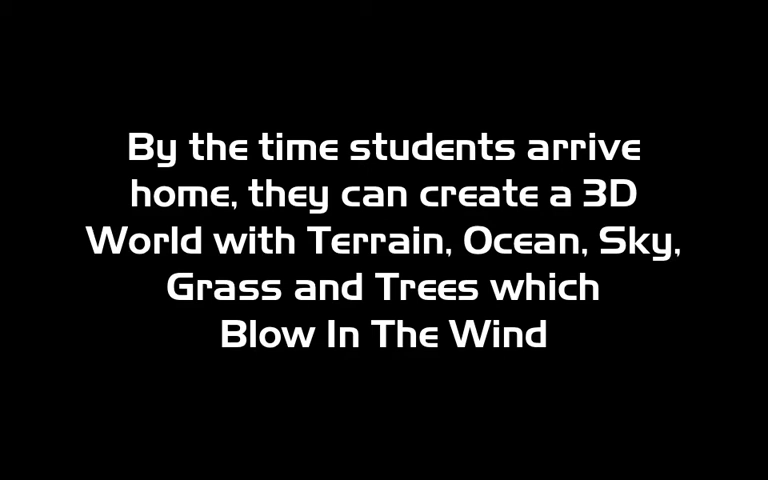 By the time students arrive
home, they can create a 3D
World with Terrain, Ocean, Sky,
Grass and Trees which
Blow In The Wind